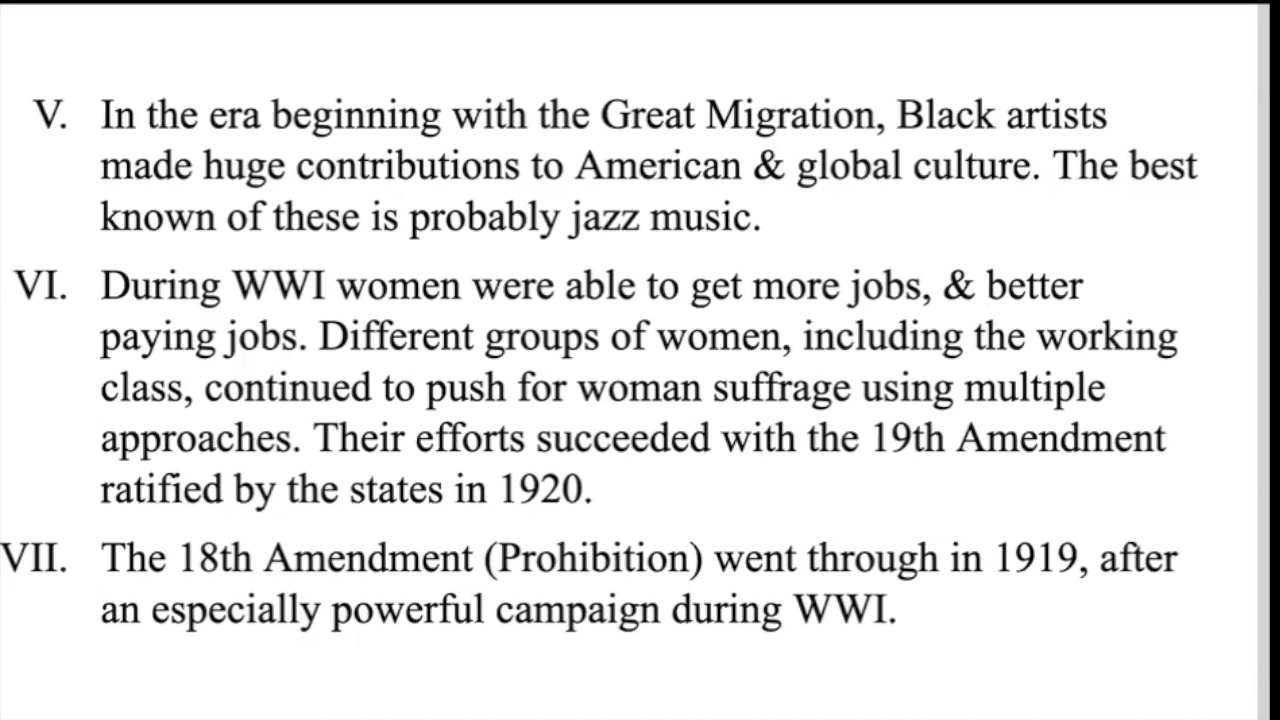 V. In the era beginning with the Great Migration, Black artists
made huge contributions to American & global culture. The best
known of these is probably jazz music.
VI. During WWI women were able to get more jobs, & better
paying jobs. Different groups of women, including the working
class, continued to push for woman suffrage using multiple
approaches. Their efforts succeeded with the 19th Amendment
ratified by the states in 1920.
VII. The 18th Amendment (Prohibition) went through in 1919, after
an especially powerful campaign during WWI.